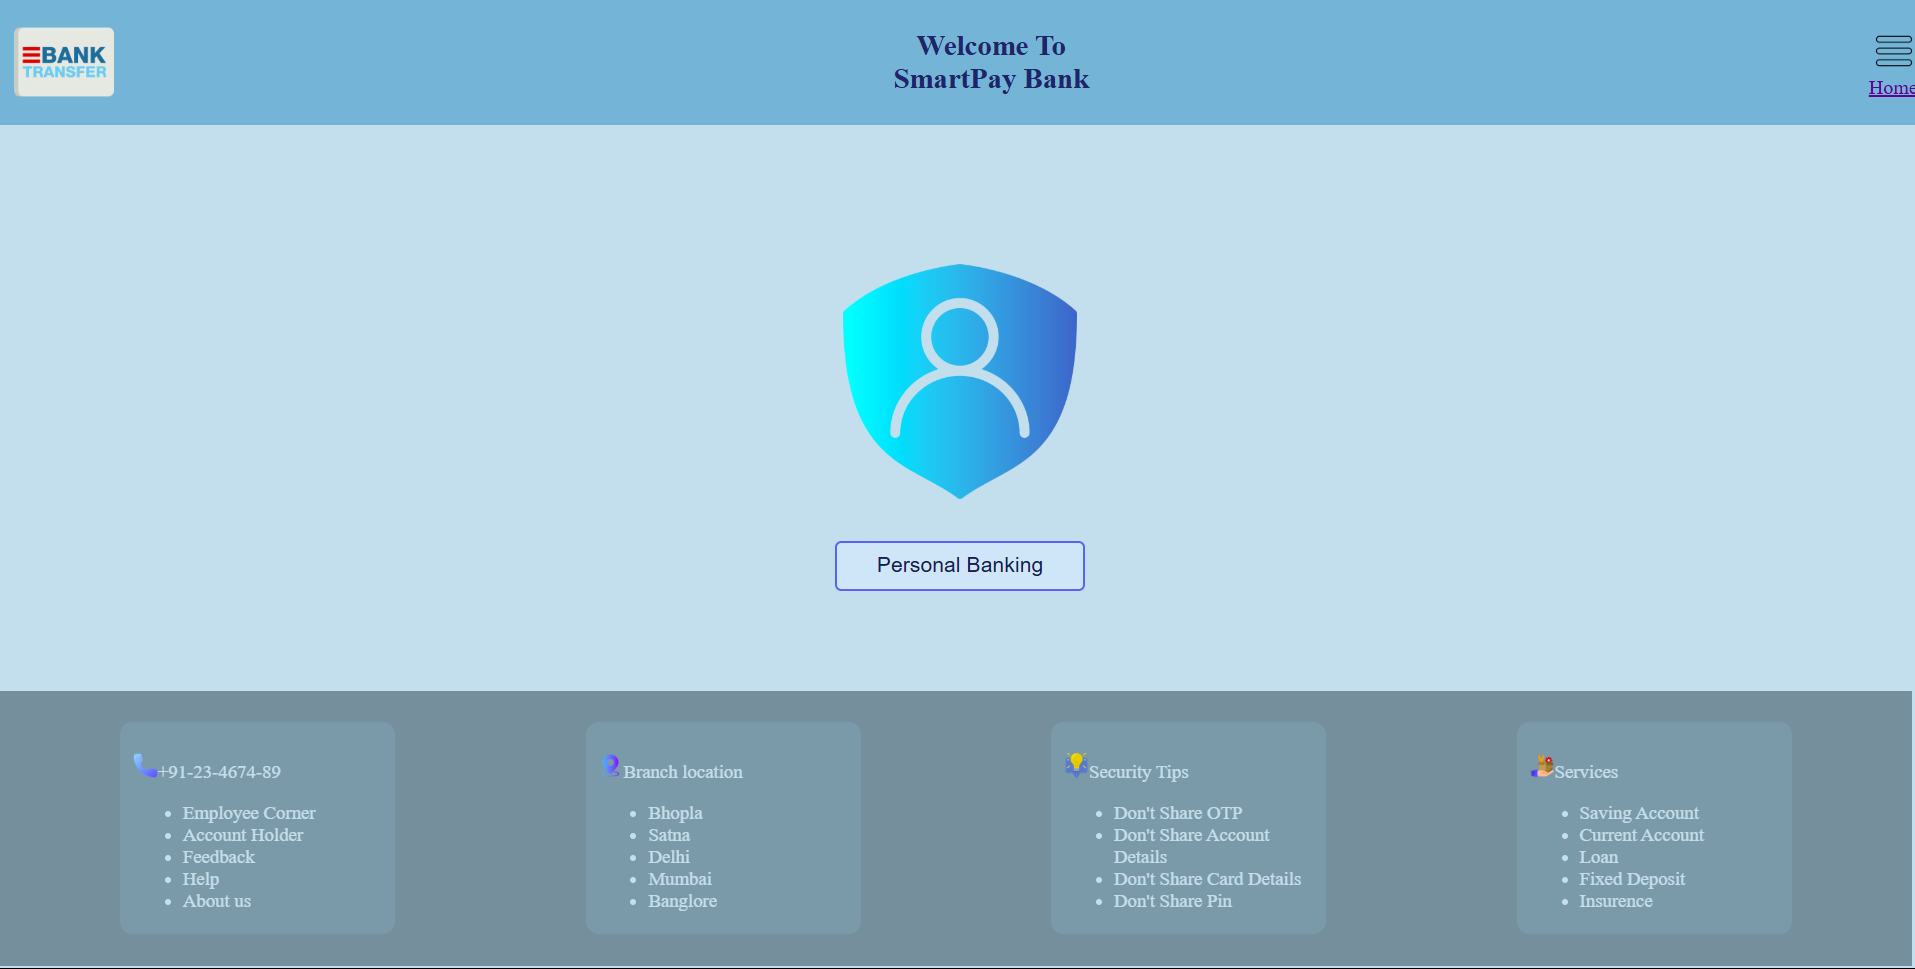 BANK
TRANSFER
Welcome To
SmartPay Bank
Home
Personal Banking
+91-23-4674-89
Employee Corner
Account Holder
Feedback
Help
About us
Branch location
Bhopla
Satna
Delhi
Mumbai
Banglore
Security Tips
Don't Share OTP
Don't Share Account
Details
Don't Share Card Details
Don't Share Pin
Services
Saving Account
Current Account
Loan
Fixed Deposit
Insurence